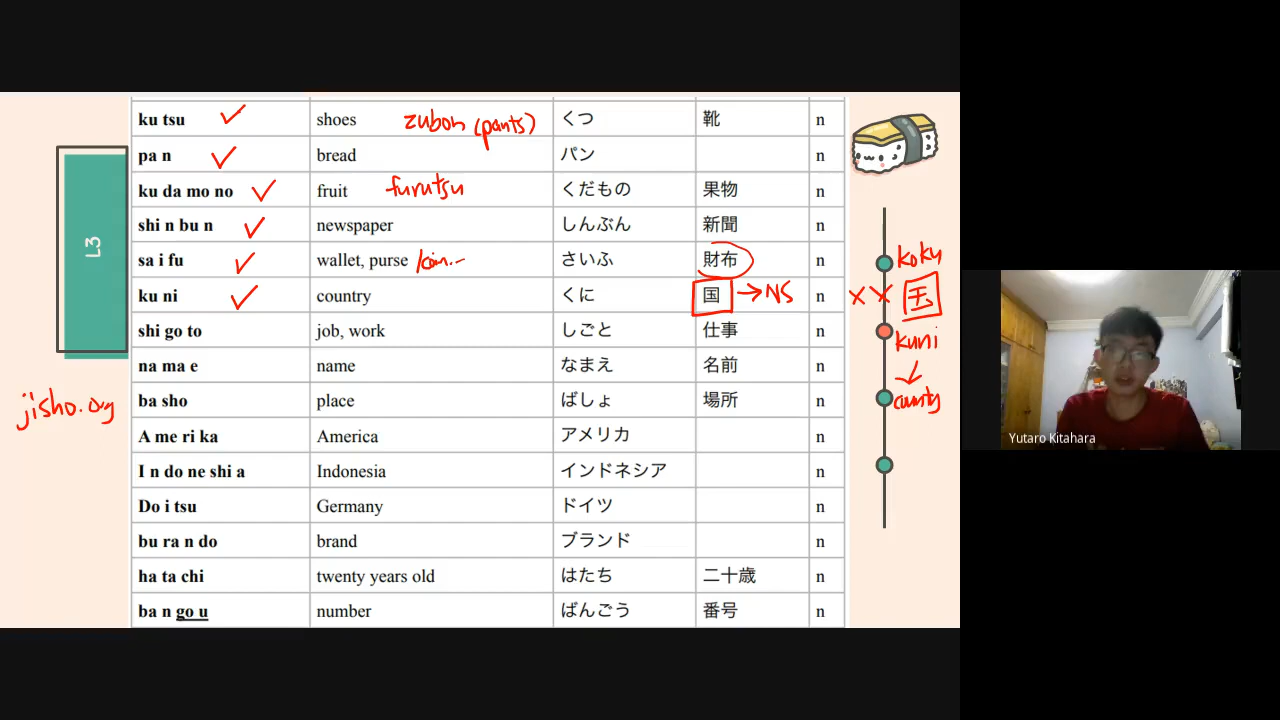 ku tsu shoes zubon (pants) くつ 靴 n
pa n bread パン n
ku da mo no fruit furutsu くだもの 果物 n
shi n bu n newspaper しんぶん 新聞 n
sa i fu wallet, purse さいふ 財布 n koku
ku ni country くに 国 → NS n x x 国
shi go to job, work しごと 仕事 n kuni
na ma e name なまえ 名前 n
ba sho place ばしょ 場所 n county
A me ri ka America アメリカ n
I n do ne shi a Indonesia インドネシア n
Do i tsu Germany ドイツ n
bu ra n do brand ブランド n
ha ta chi twenty years old はたち 二十歳 n
ba n go u number ばんごう 番号 n
L3
jisho.org
Yutaro Kitahara